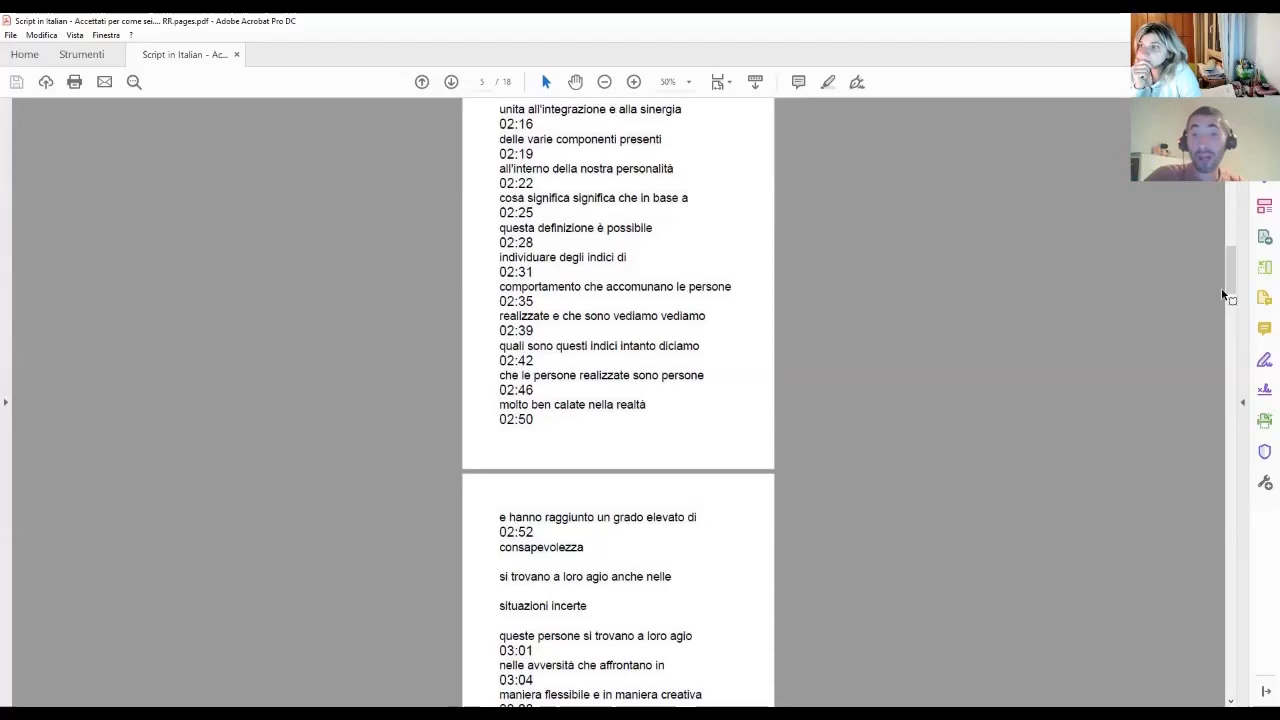 Script in Italian - Accettati per come sei.... RR.pages.pdf - Adobe Acrobat Pro DC
File Modifica Vista Finestra ?
Home Strumenti Script in Italian - Ac... ×
5 / 18 50%
unita all'integrazione e alla sinergia
02:16
delle varie componenti presenti
02:19
all'interno della nostra personalità
02:22
cosa significa significa che in base a
02:25
questa definizione è possibile
02:28
individuare degli indici di
02:31
comportamento che accomunano le persone
02:35
realizzate e che sono vediamo vediamo
02:39
quali sono questi indici intanto diciamo
02:42
che le persone realizzate sono persone
02:46
molto ben calate nella realtà
02:50
e hanno raggiunto un grado elevato di
02:52
consapevolezza
si trovano a loro agio anche nelle
situazioni incerte
queste persone si trovano a loro agio
03:01
nelle avversità che affrontano in
03:04
maniera flessibile e in maniera creativa